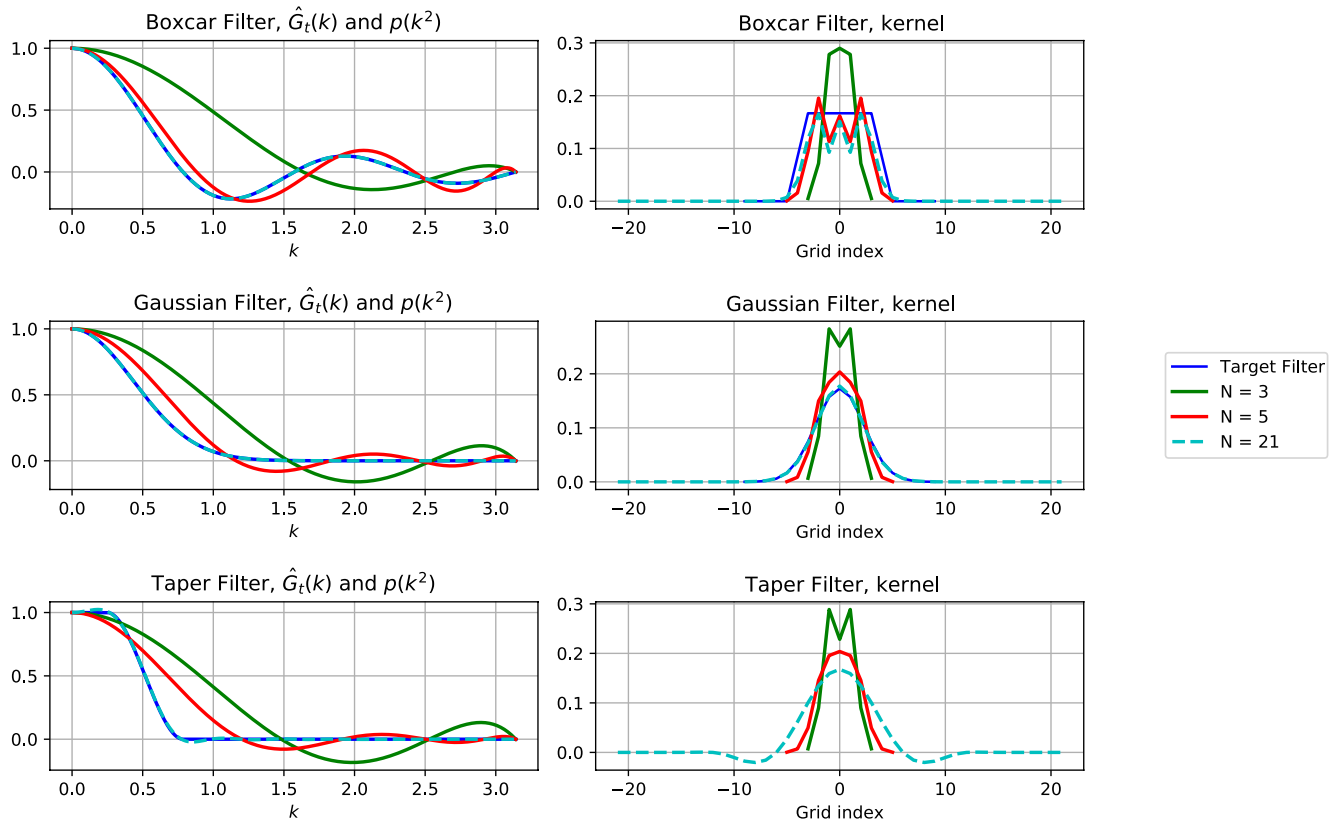 Boxcar Filter, Ĝ_t(k) and p(k²)
1.0
0.5
0.0
0.0 0.5 1.0 1.5 2.0 2.5 3.0
k
Boxcar Filter, kernel
0.3
0.2
0.1
0.0
−20 −10 0 10 20
Grid index
Gaussian Filter, Ĝ_t(k) and p(k²)
1.0
0.5
0.0
0.0 0.5 1.0 1.5 2.0 2.5 3.0
k
Gaussian Filter, kernel
0.2
0.1
0.0
−20 −10 0 10 20
Grid index
Target Filter
N = 3
N = 5
N = 21
Taper Filter, Ĝ_t(k) and p(k²)
1.0
0.5
0.0
0.0 0.5 1.0 1.5 2.0 2.5 3.0
k
Taper Filter, kernel
0.3
0.2
0.1
0.0
−20 −10 0 10 20
Grid index